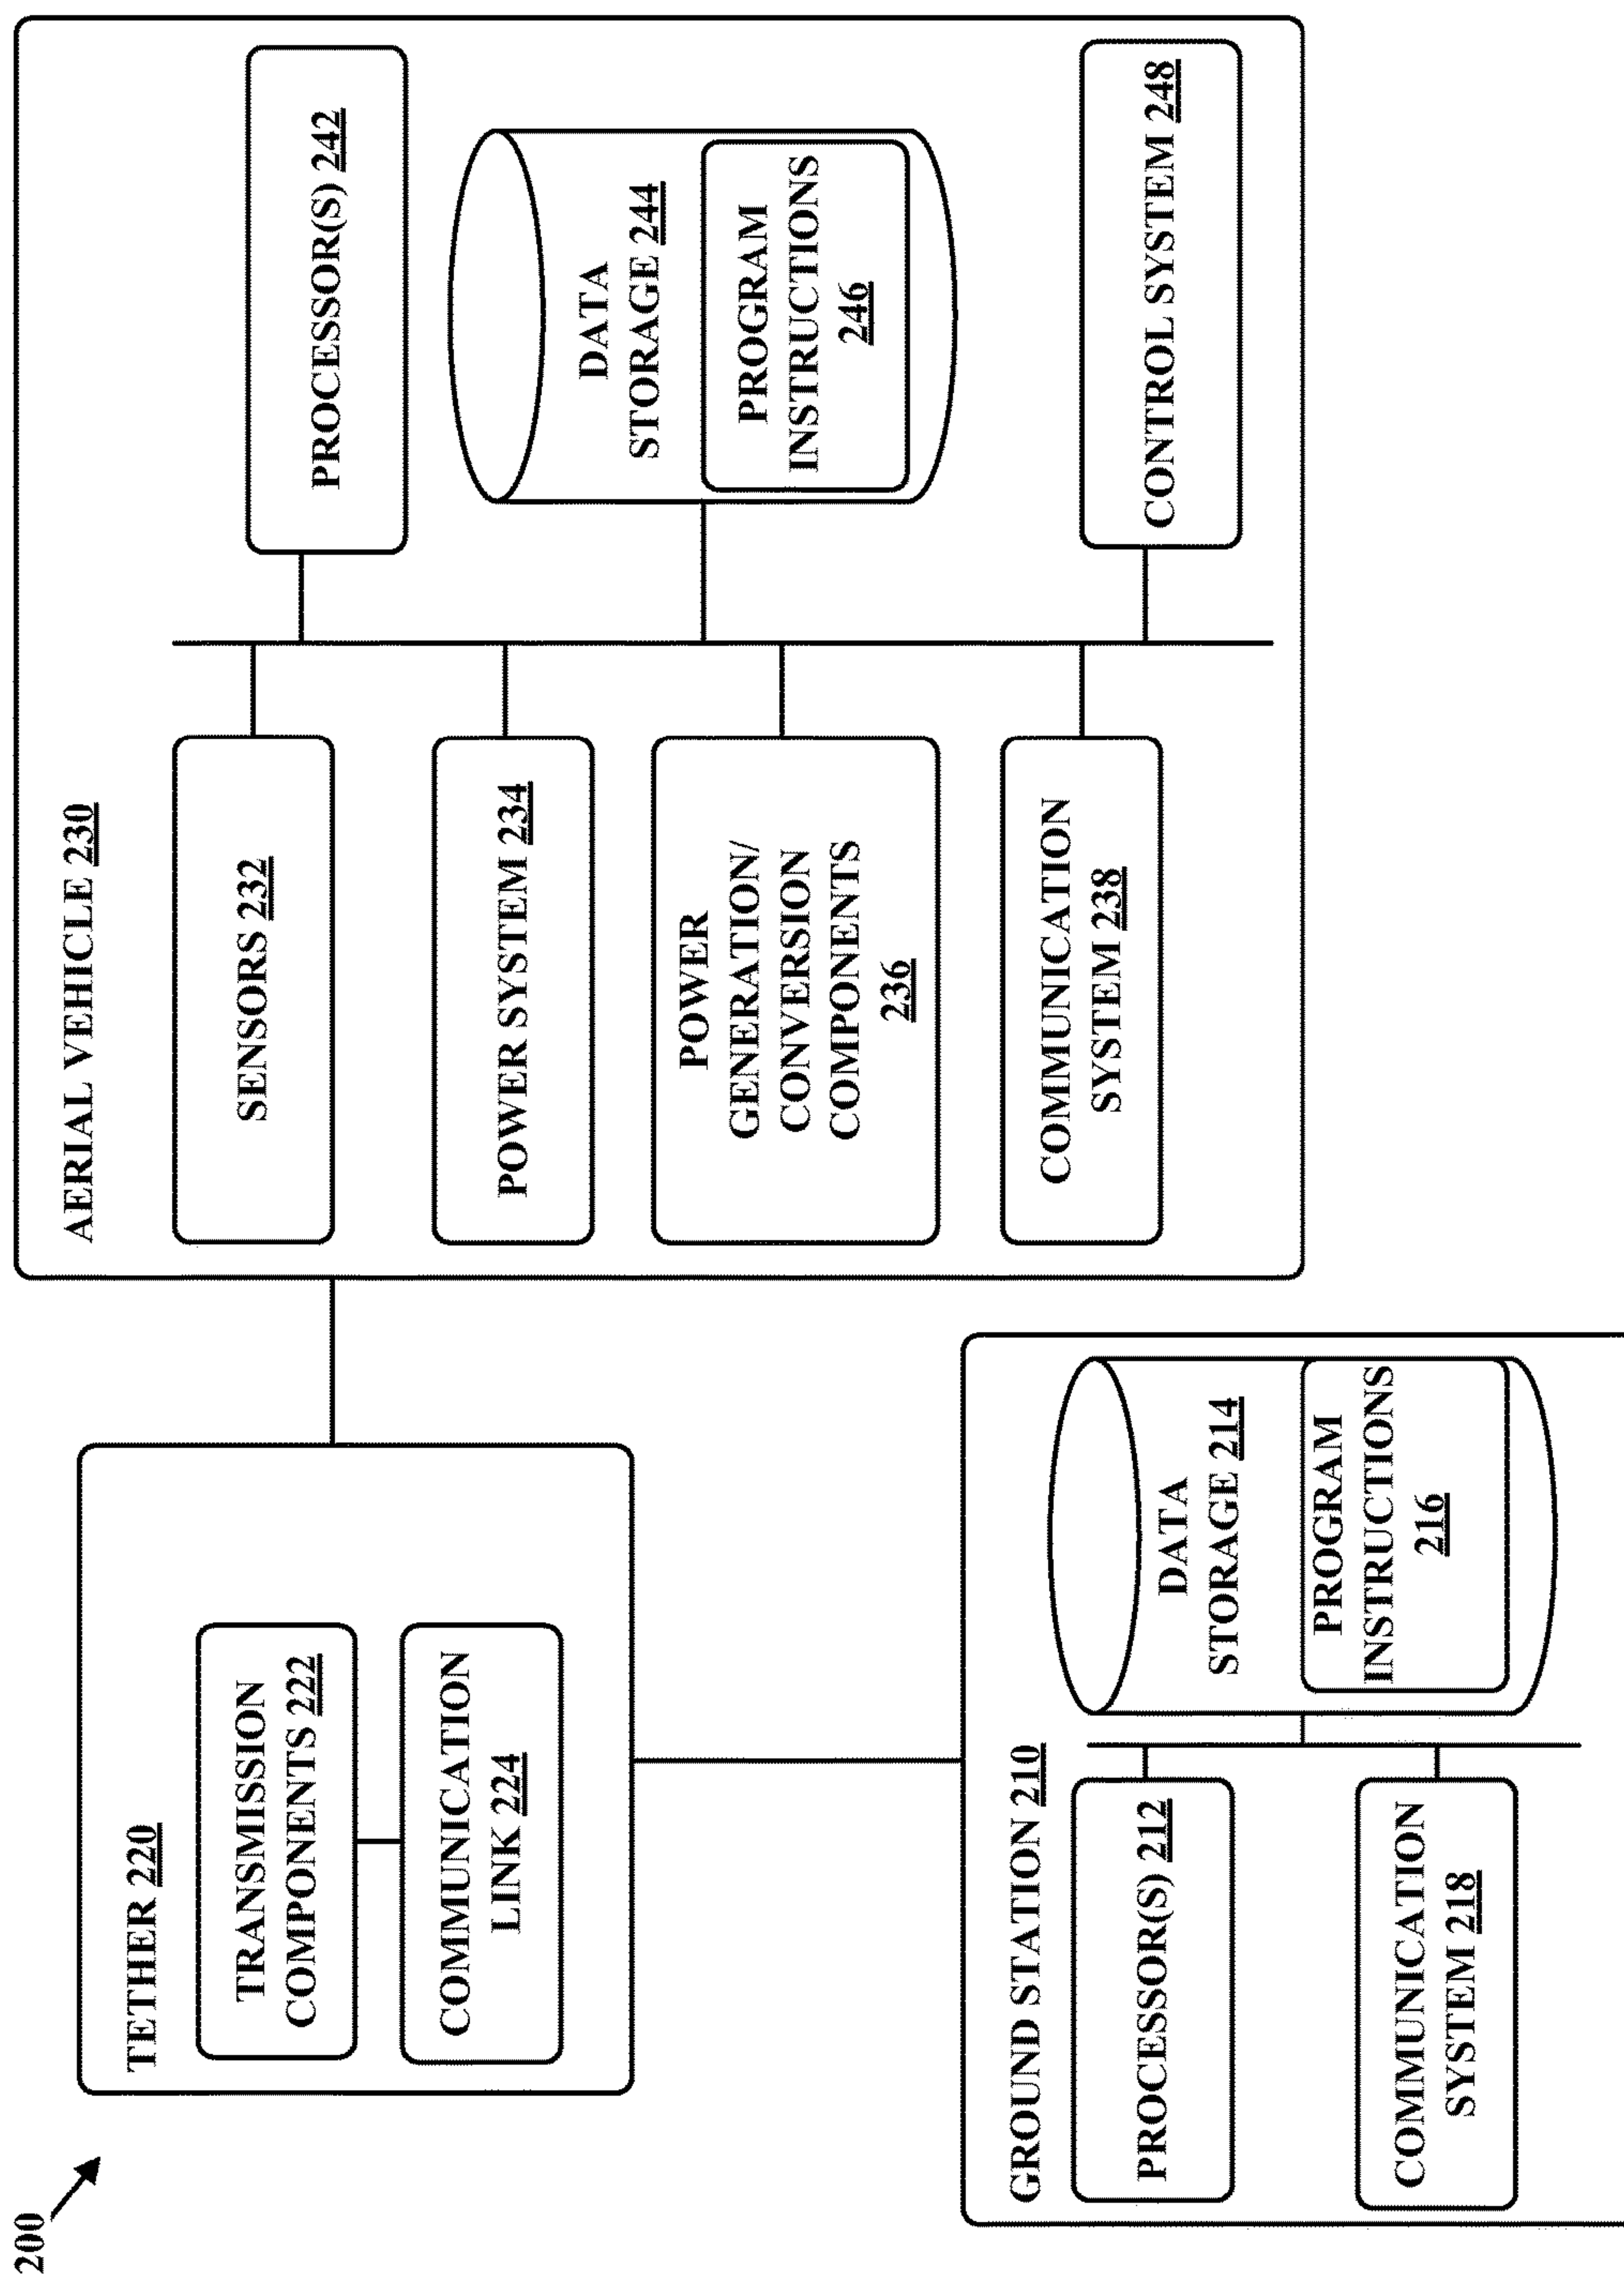 200
TETHER 220
TRANSMISSION
COMPONENTS 222
COMMUNICATION
LINK 224
GROUND STATION 210
PROCESSOR(S) 212
COMMUNICATION
SYSTEM 218
DATA
STORAGE 214
PROGRAM
INSTRUCTIONS
216
AERIAL VEHICLE 230
SENSORS 232
POWER SYSTEM 234
POWER
GENERATION/
CONVERSION
COMPONENTS
236
COMMUNICATION
SYSTEM 238
PROCESSOR(S) 242
DATA
STORAGE 244
PROGRAM
INSTRUCTIONS
246
CONTROL SYSTEM 248